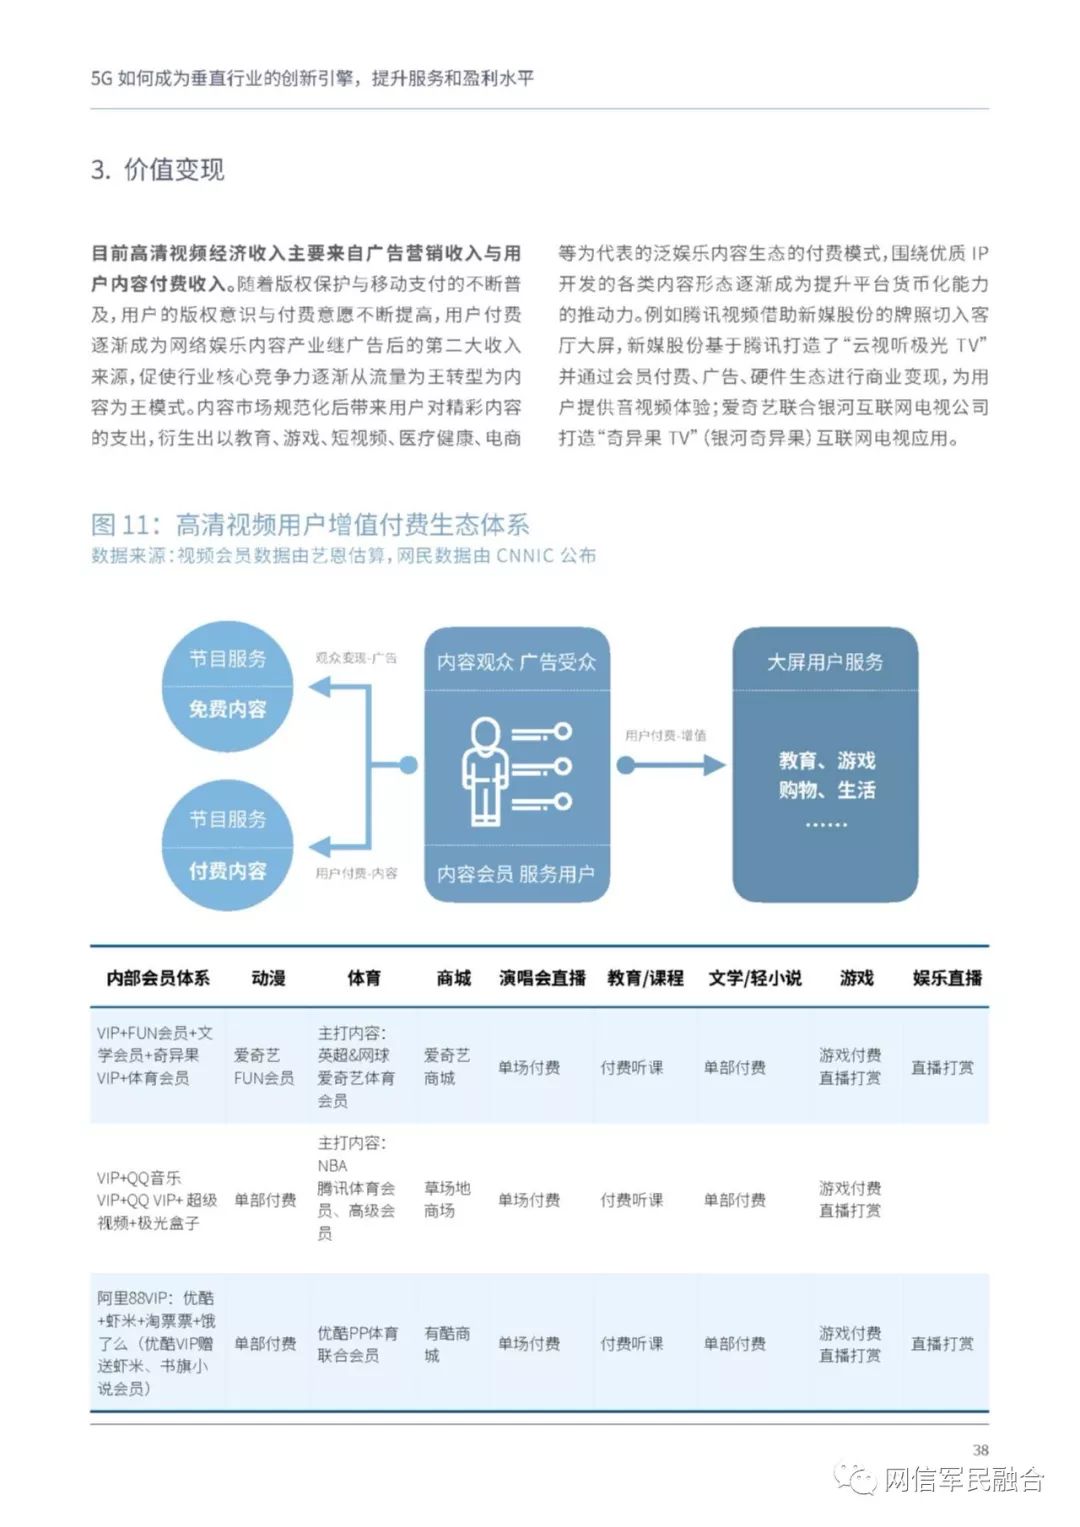 5G 如何成为垂直行业的创新引擎，提升服务和盈利水平
3. 价值变现
目前高清视频经济收入主要来自广告营销收入与用
户内容付费收入。随着版权保护与移动支付的不断普
及，用户的版权意识与付费意愿不断提高，用户付费
逐渐成为网络娱乐内容产业继广告后的第二大收入
来源，促使行业核心竞争力逐渐从流量为王转型为内
容为王模式。内容市场规范化后带来用户对精彩内容
的支出，衍生出以教育、游戏、短视频、医疗健康、电商
等为代表的泛娱乐内容生态的付费模式，围绕优质 IP
开发的各类内容形态逐渐成为提升平台货币化能力
的推动力。例如腾讯视频借助新媒股份的牌照切入客
厅大屏，新媒股份基于腾讯打造了“云视听极光 TV”
并通过会员付费、广告、硬件生态进行商业变现，为用
户提供音视频体验；爱奇艺联合银河互联网电视公司
打造“奇异果 TV”（银河奇异果）互联网电视应用。
图 11：高清视频用户增值付费生态体系
数据来源：视频会员数据由艺恩估算，网民数据由 CNNIC 公布
节目服务
免费内容
观众变现-广告
节目服务
付费内容
用户付费-内容
内容观众 广告受众
内容会员 服务用户
用户付费-增值
大屏用户服务
教育、游戏
购物、生活
......
内部会员体系 动漫 体育 商城 演唱会直播 教育/课程 文学/轻小说 游戏 娱乐直播
VIP+FUN会员+文
学会员+奇异果
VIP+体育会员
爱奇艺
FUN会员
主打内容：
英超&网球
爱奇艺体育
会员
爱奇艺
商城
单场付费
付费听课
单部付费
游戏付费
直播打赏
直播打赏
VIP+QQ音乐
VIP+QQ VIP+ 超级
视频+极光盒子
单部付费
主打内容：
NBA
腾讯体育会
员、高级会
员
草场地
商场
单场付费
付费听课
单部付费
游戏付费
直播打赏
阿里88VIP：优酷
+虾米+淘票票+饿
了么（优酷VIP赠
送虾米、书旗小
说会员）
单部付费
优酷PP体育
联合会员
有酷商
城
单场付费
付费听课
单部付费
游戏付费
直播打赏
直播打赏
38
网信军民融合